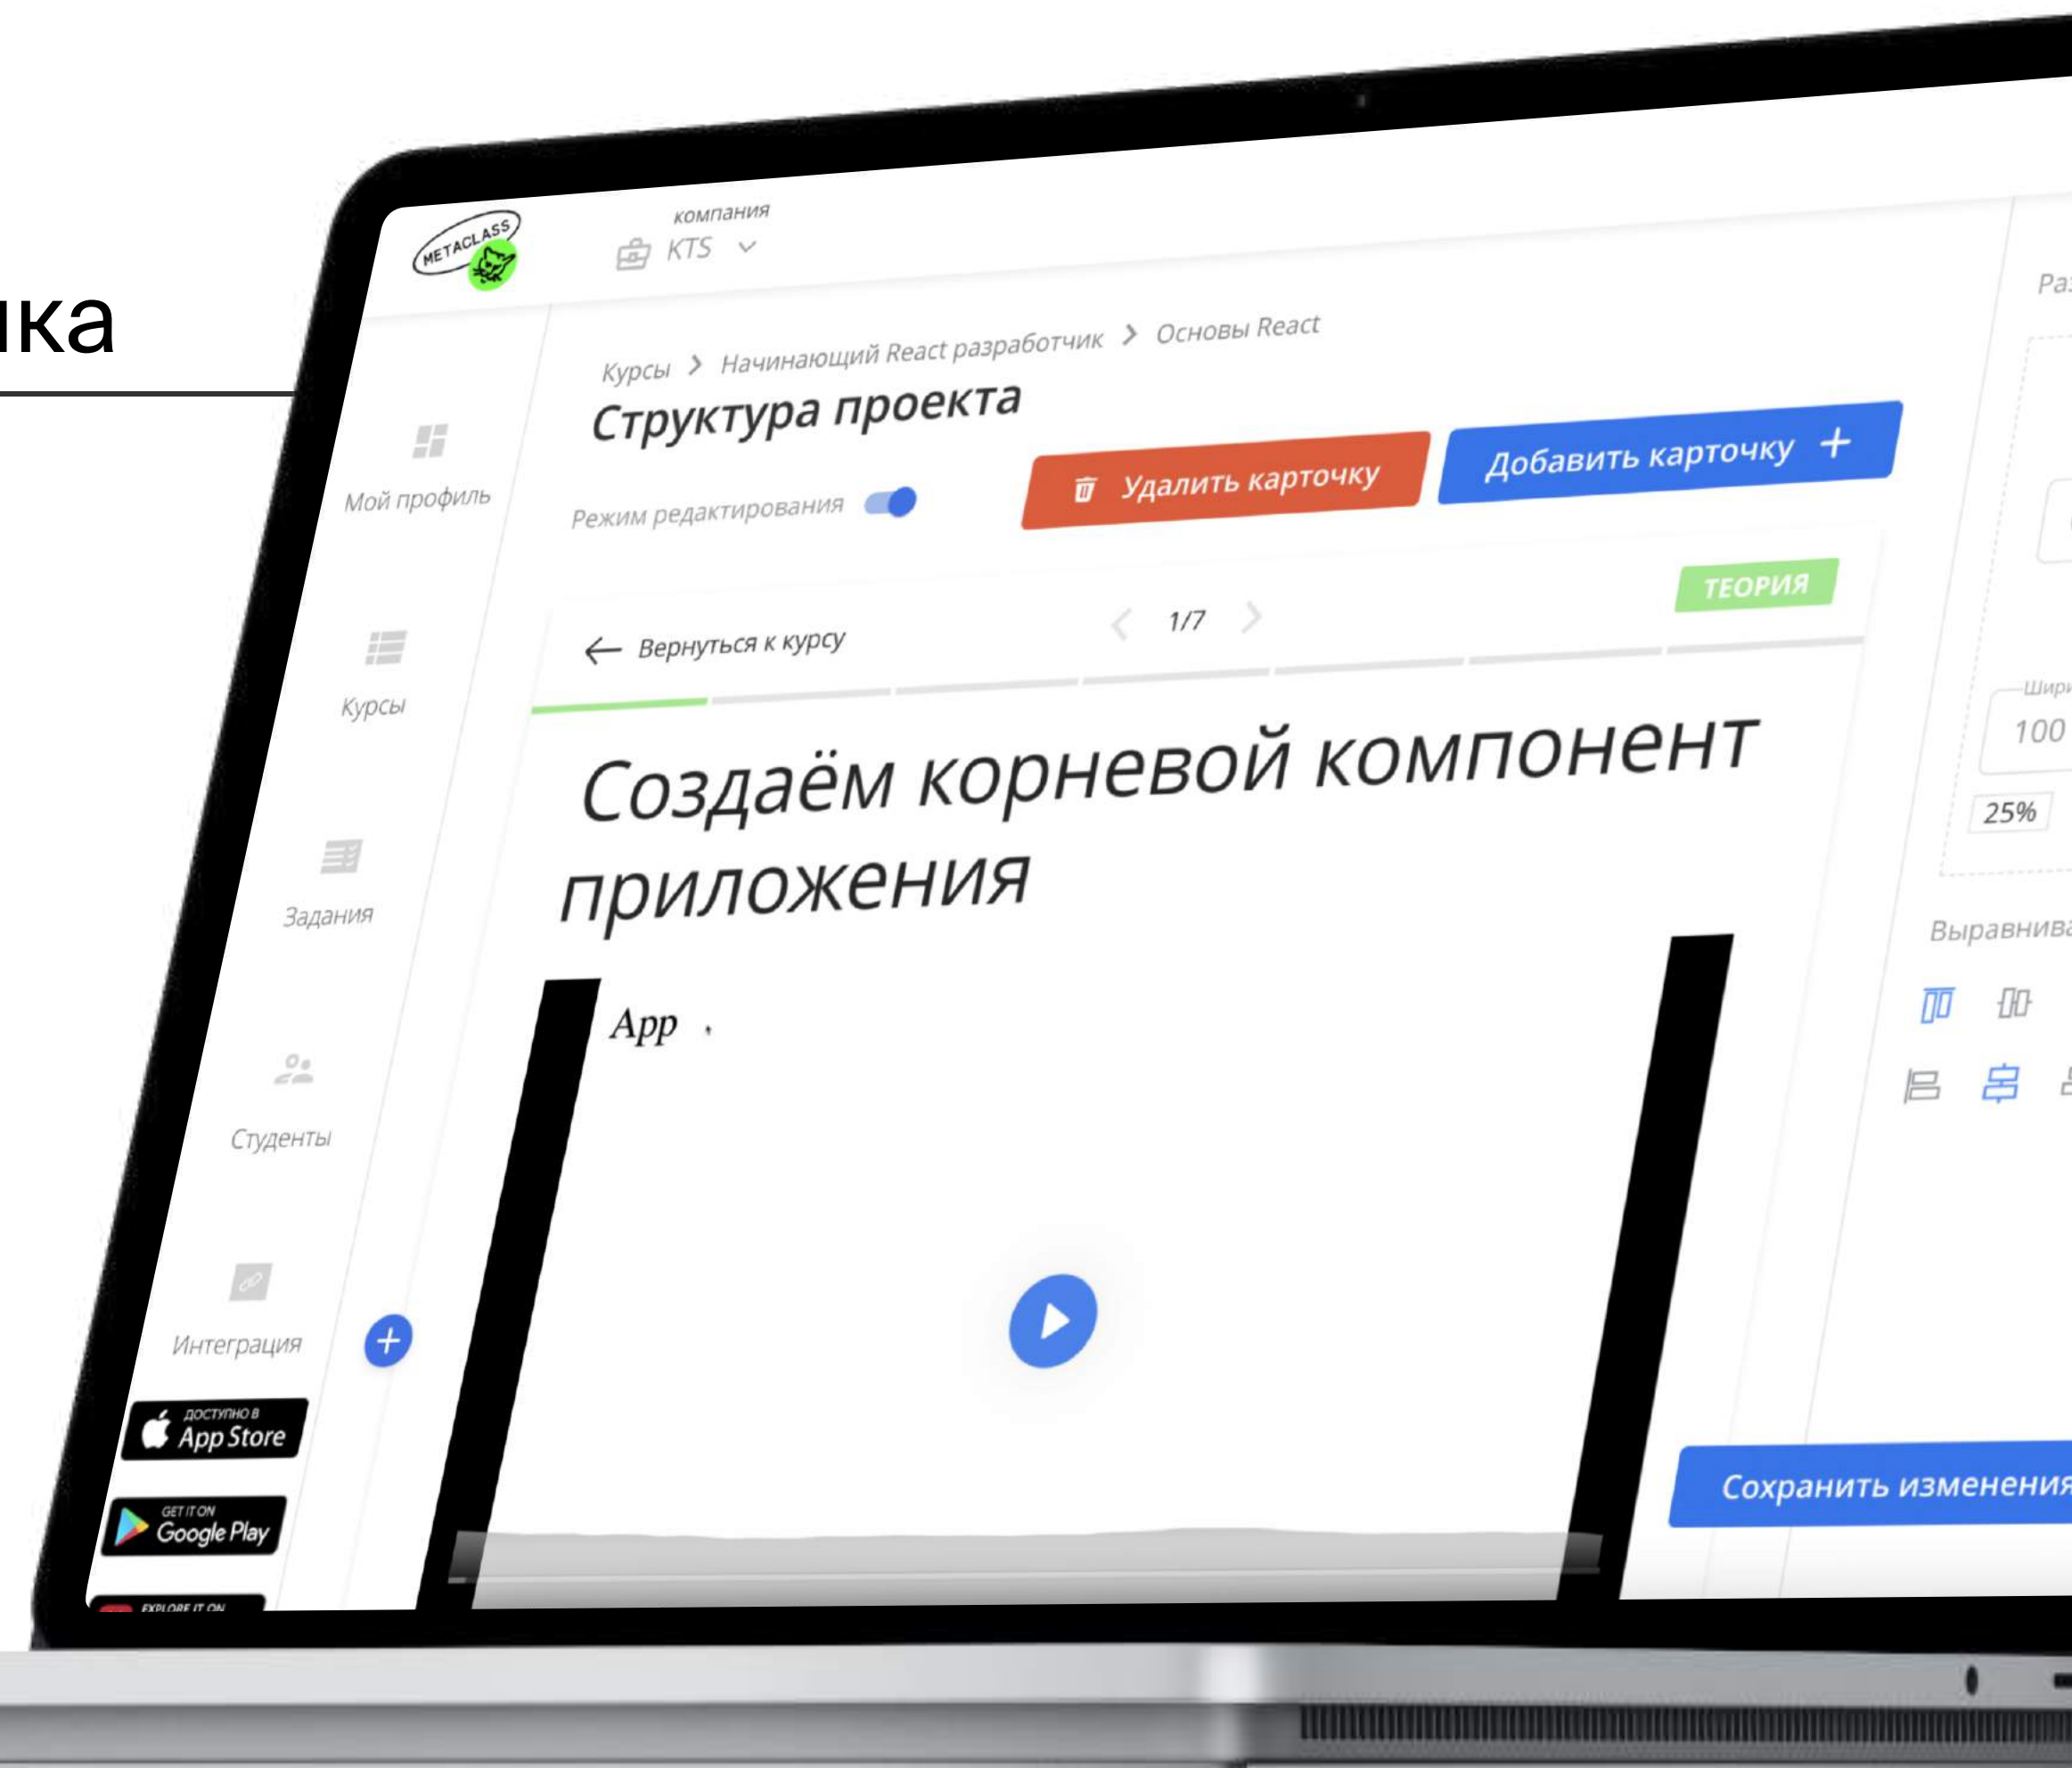 METACLASS
компания
KTS
Курсы > Начинающий React разработчик > Основы React
Структура проекта
Режим редактирования
Удалить карточку
Добавить карточку +
Мой профиль
Курсы
Задания
Студенты
Интеграция
ДОСТУПНО В
App Store
GET IT ON
Google Play
EXPLORE IT ON
Вернуться к курсу
1/7
ТЕОРИЯ
Создаём корневой компонент
приложения
App
100
25%
Сохранить изменения